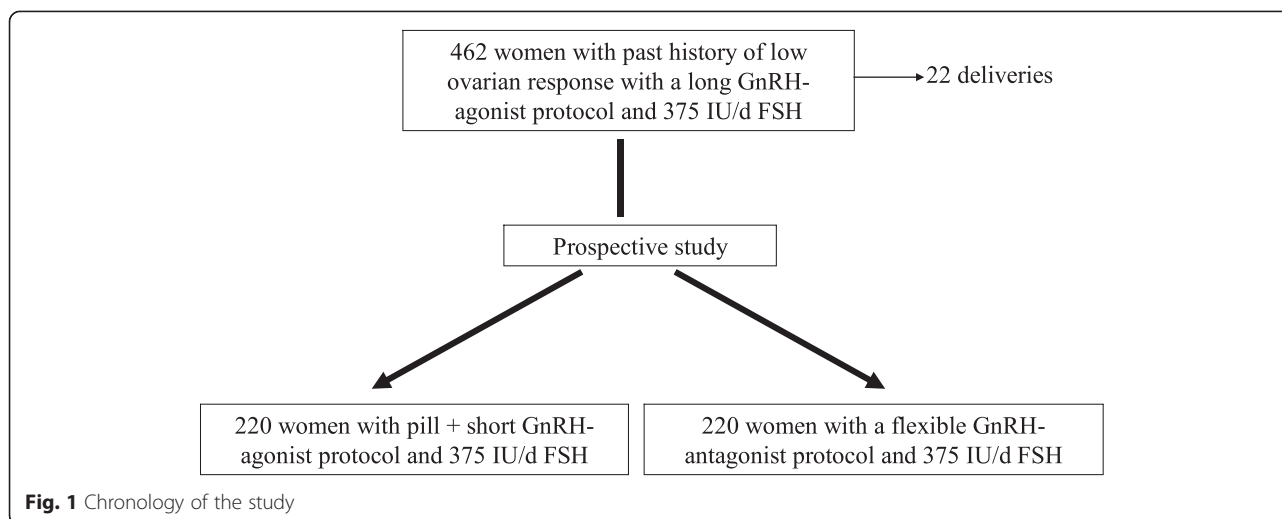 462 women with past history of low
ovarian response with a long GnRH-
agonist protocol and 375 IU/d FSH
22 deliveries
Prospective study
220 women with pill + short GnRH-
agonist protocol and 375 IU/d FSH
220 women with a flexible GnRH-
antagonist protocol and 375 IU/d FSH
Fig. 1 Chronology of the study